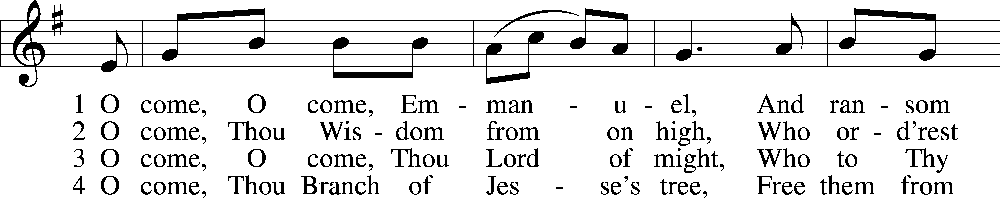 1 O come, O come, Em - man - u - el, And ran - som
2 O come, Thou Wis - dom from on high, Who or - d’rest
3 O come, O come, Thou Lord of might, Who to Thy
4 O come, Thou Branch of Jes - se’s tree, Free them from